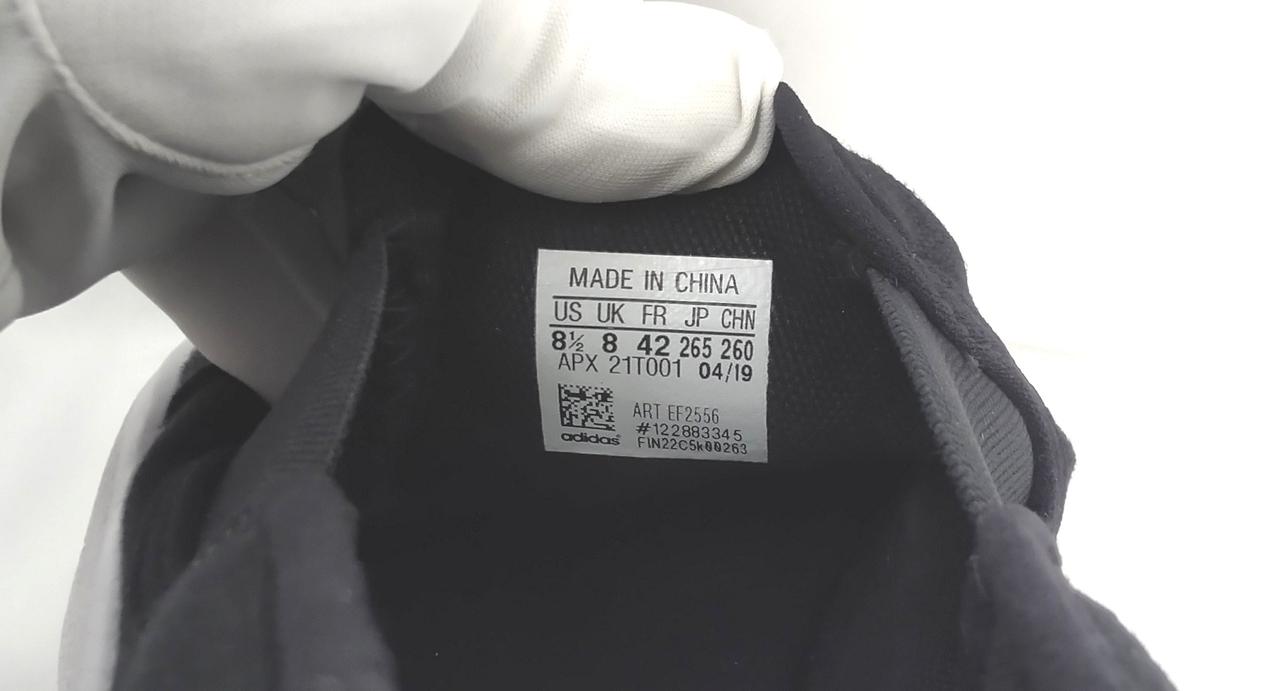 MADE IN CHINA
US UK FR JP CHN
8½ 8 42 265 260
APX 21T001 04/19
ART EF2556
#122883345
adidas® FIN22C5k00263